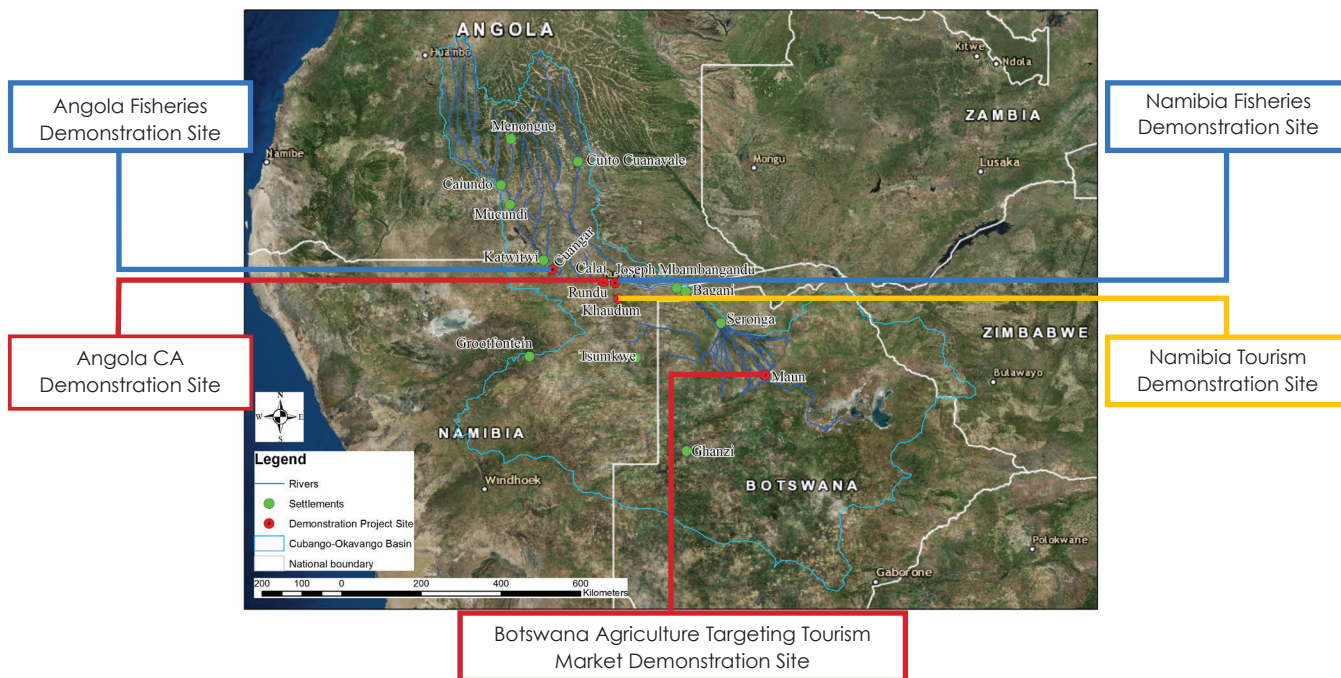 ANGOLA
Huambo
Kitwe
Ndola
Angola Fisheries
Demonstration Site
Namibia Fisheries
Demonstration Site
ZAMBIA
Menongue
Namibe
Cuito Cuanavale
Mongu
Lusaka
Caiundo
Mucundi
Cuangar
Katwitwi
Calai
Joseph Mbambangandu
Rundu
Bagani
Khaudum
Seronga
ZIMBABWE
Angola CA
Demonstration Site
Grootfontein
Tsumkwe
Namibia Tourism
Demonstration Site
Maun
Bulawayo
N
W
E
S
NAMIBIA
Ghanzi
Legend
Windhoek
BOTSWANA
Rivers
Settlements
Demonstration Project Site
Cubango-Okavango Basin
National boundary
Polokwane
Gaborone
200 100 0 200 400 600
Kilometers
Botswana Agriculture Targeting Tourism
Market Demonstration Site